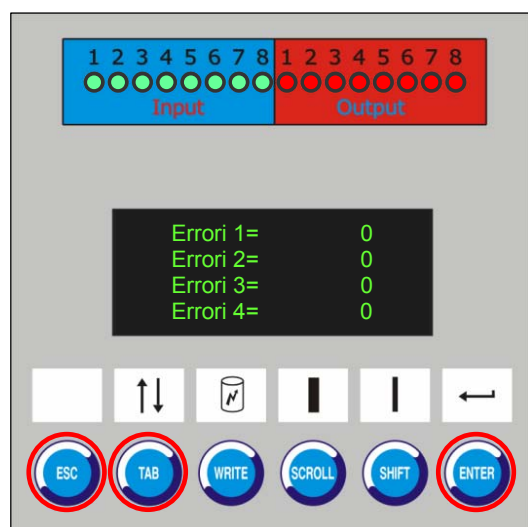 1 2 3 4 5 6 7 8 1 2 3 4 5 6 7 8
Input Output
Errori 1= 0
Errori 2= 0
Errori 3= 0
Errori 4= 0
ESC TAB WRITE SCROLL SHIFT ENTER